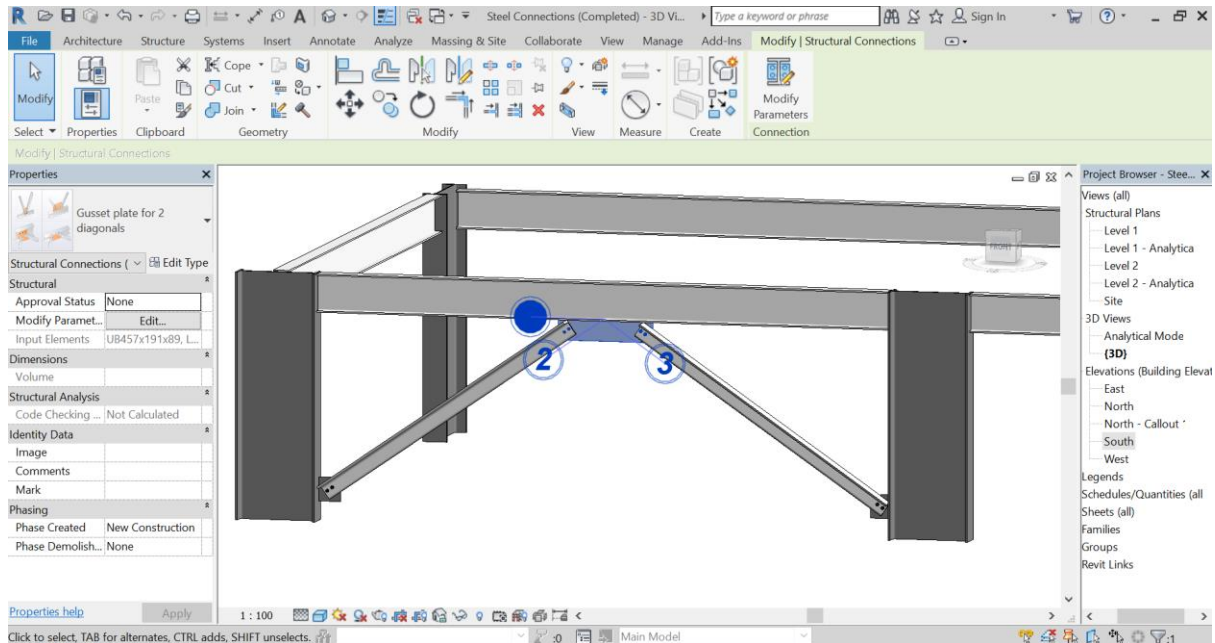 Steel Connections (Completed) - 3D Vi... Type a keyword or phrase Sign In
File Architecture Structure Systems Insert Annotate Analyze Massing & Site Collaborate View Manage Add-Ins Modify | Structural Connections
Modify Paste Cope Cut Join Modify Parameters
Select Properties Clipboard Geometry Modify View Measure Create Connection
Modify | Structural Connections
Properties
Gusset plate for 2
diagonals
Structural Connections ( Edit Type
Structural
Approval Status None
Modify Paramet... Edit...
Input Elements UB457x191x89, L...
Dimensions
Volume
Structural Analysis
Code Checking ... Not Calculated
Identity Data
Image
Comments
Mark
Phasing
Phase Created New Construction
Phase Demolish... None
Properties help Apply
FRONT
2 3
1 : 100
Project Browser - Stee...
Views (all)
Structural Plans
Level 1
Level 1 - Analytica
Level 2
Level 2 - Analytica
Site
3D Views
Analytical Mode
{3D}
Elevations (Building Elevat
East
North
North - Callout
South
West
Legends
Schedules/Quantities (all
Sheets (all)
Families
Groups
Revit Links
Click to select, TAB for alternates, CTRL adds, SHIFT unselects. :0 Main Model :1